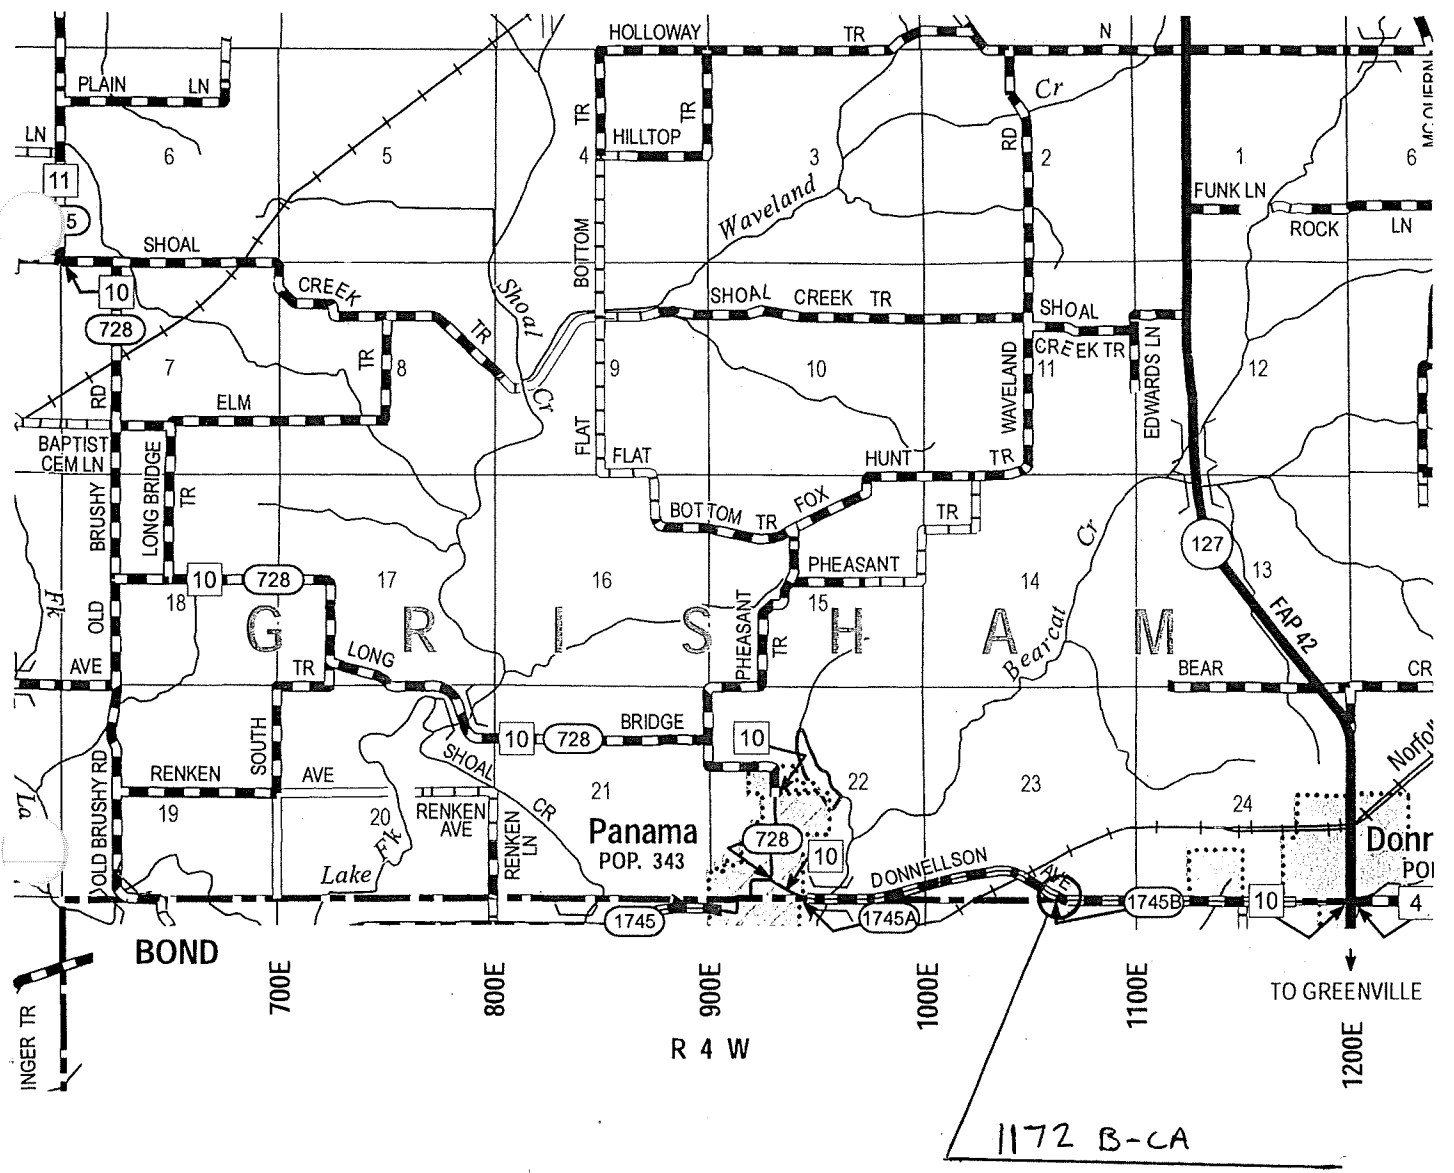 HOLLOWAY TR N
PLAIN LN
LN
TR
TR
HILLTOP
RD
Cr
6 5 4 3 2 1 6
11
5
Waveland
FUNK LN
ROCK LN
SHOAL
BOTTOM
10
728
CREEK
TR
Shoal
Cr
SHOAL CREEK TR
SHOAL
CREEK TR
EDWARDS LN
7 8 9 10 11 12
TR
RD
ELM
WAVELAND
BAPTIST
CEM LN
LONG BRIDGE
TR
BRUSHY
FLAT
FLAT
HUNT TR
FOX
BOTTOM TR
TR
PHEASANT
Cr
127
10 728
18 17 16 15 14 13
Fk
OLD
G R I S H A M
PHEASANT
TR
Bearcat
FAP 42
AVE
TR LONG
BEAR CR
SOUTH
10 728 BRIDGE
10
SHOAL
CR
OLD BRUSHY RD
RENKEN AVE
RENKEN
AVE
RENKEN
LN
19 20 21 22 23 24
La
Fk
Lake
Panama
POP. 343
728
10
DONNELLSON
AVE
1745
1745A
1745B
10
4
BOND
700E
800E
900E
1000E
1100E
1200E
TO GREENVILLE
INGER TR
R 4 W
1172 B-CA